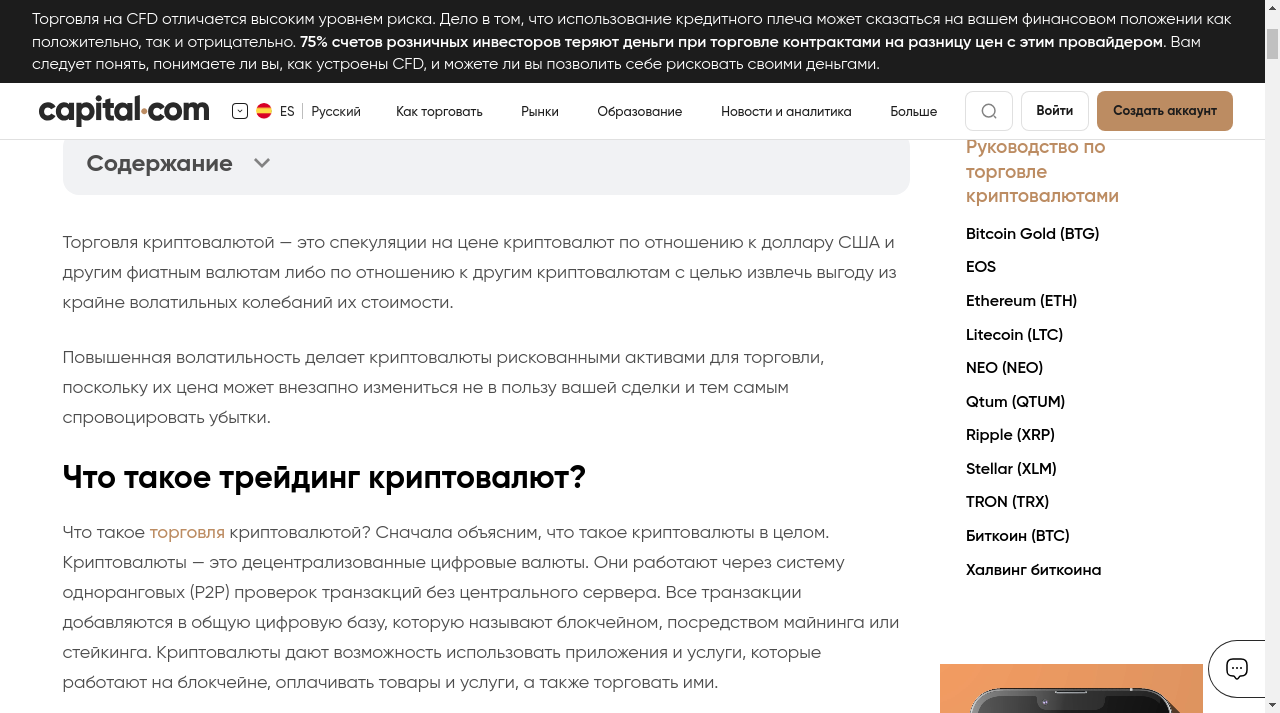 Торговля на CFD отличается высоким уровнем риска. Дело в том, что использование кредитного плеча может сказаться на вашем финансовом положении как
положительно, так и отрицательно. 75% счетов розничных инвесторов теряют деньги при торговле контрактами на разницу цен с этим провайдером. Вам
следует понять, понимаете ли вы, как устроены CFD, и можете ли вы позволить себе рисковать своими деньгами.
capital.com
ES
Русский
Как торговать
Рынки
Образование
Новости и аналитика
Больше
Войти
Создать аккаунт
Содержание
Торговля криптовалютой — это спекуляции на цене криптовалют по отношению к доллару США и
другим фиатным валютам либо по отношению к другим криптовалютам с целью извлечь выгоду из
крайне волатильных колебаний их стоимости.
Повышенная волатильность делает криптовалюты рискованными активами для торговли,
поскольку их цена может внезапно измениться не в пользу вашей сделки и тем самым
спровоцировать убытки.
Что такое трейдинг криптовалют?
Что такое торговля криптовалютой? Сначала объясним, что такое криптовалюты в целом.
Криптовалюты — это децентрализованные цифровые валюты. Они работают через систему
одноранговых (P2P) проверок транзакций без центрального сервера. Все транзакции
добавляются в общую цифровую базу, которую называют блокчейном, посредством майнинга или
стейкинга. Криптовалюты дают возможность использовать приложения и услуги, которые
работают на блокчейне, оплачивать товары и услуги, а также торговать ими.
Руководство по
торговле
криптовалютами
Bitcoin Gold (BTG)
EOS
Ethereum (ETH)
Litecoin (LTC)
NEO (NEO)
Qtum (QTUM)
Ripple (XRP)
Stellar (XLM)
TRON (TRX)
Биткоин (BTC)
Халвинг биткоина